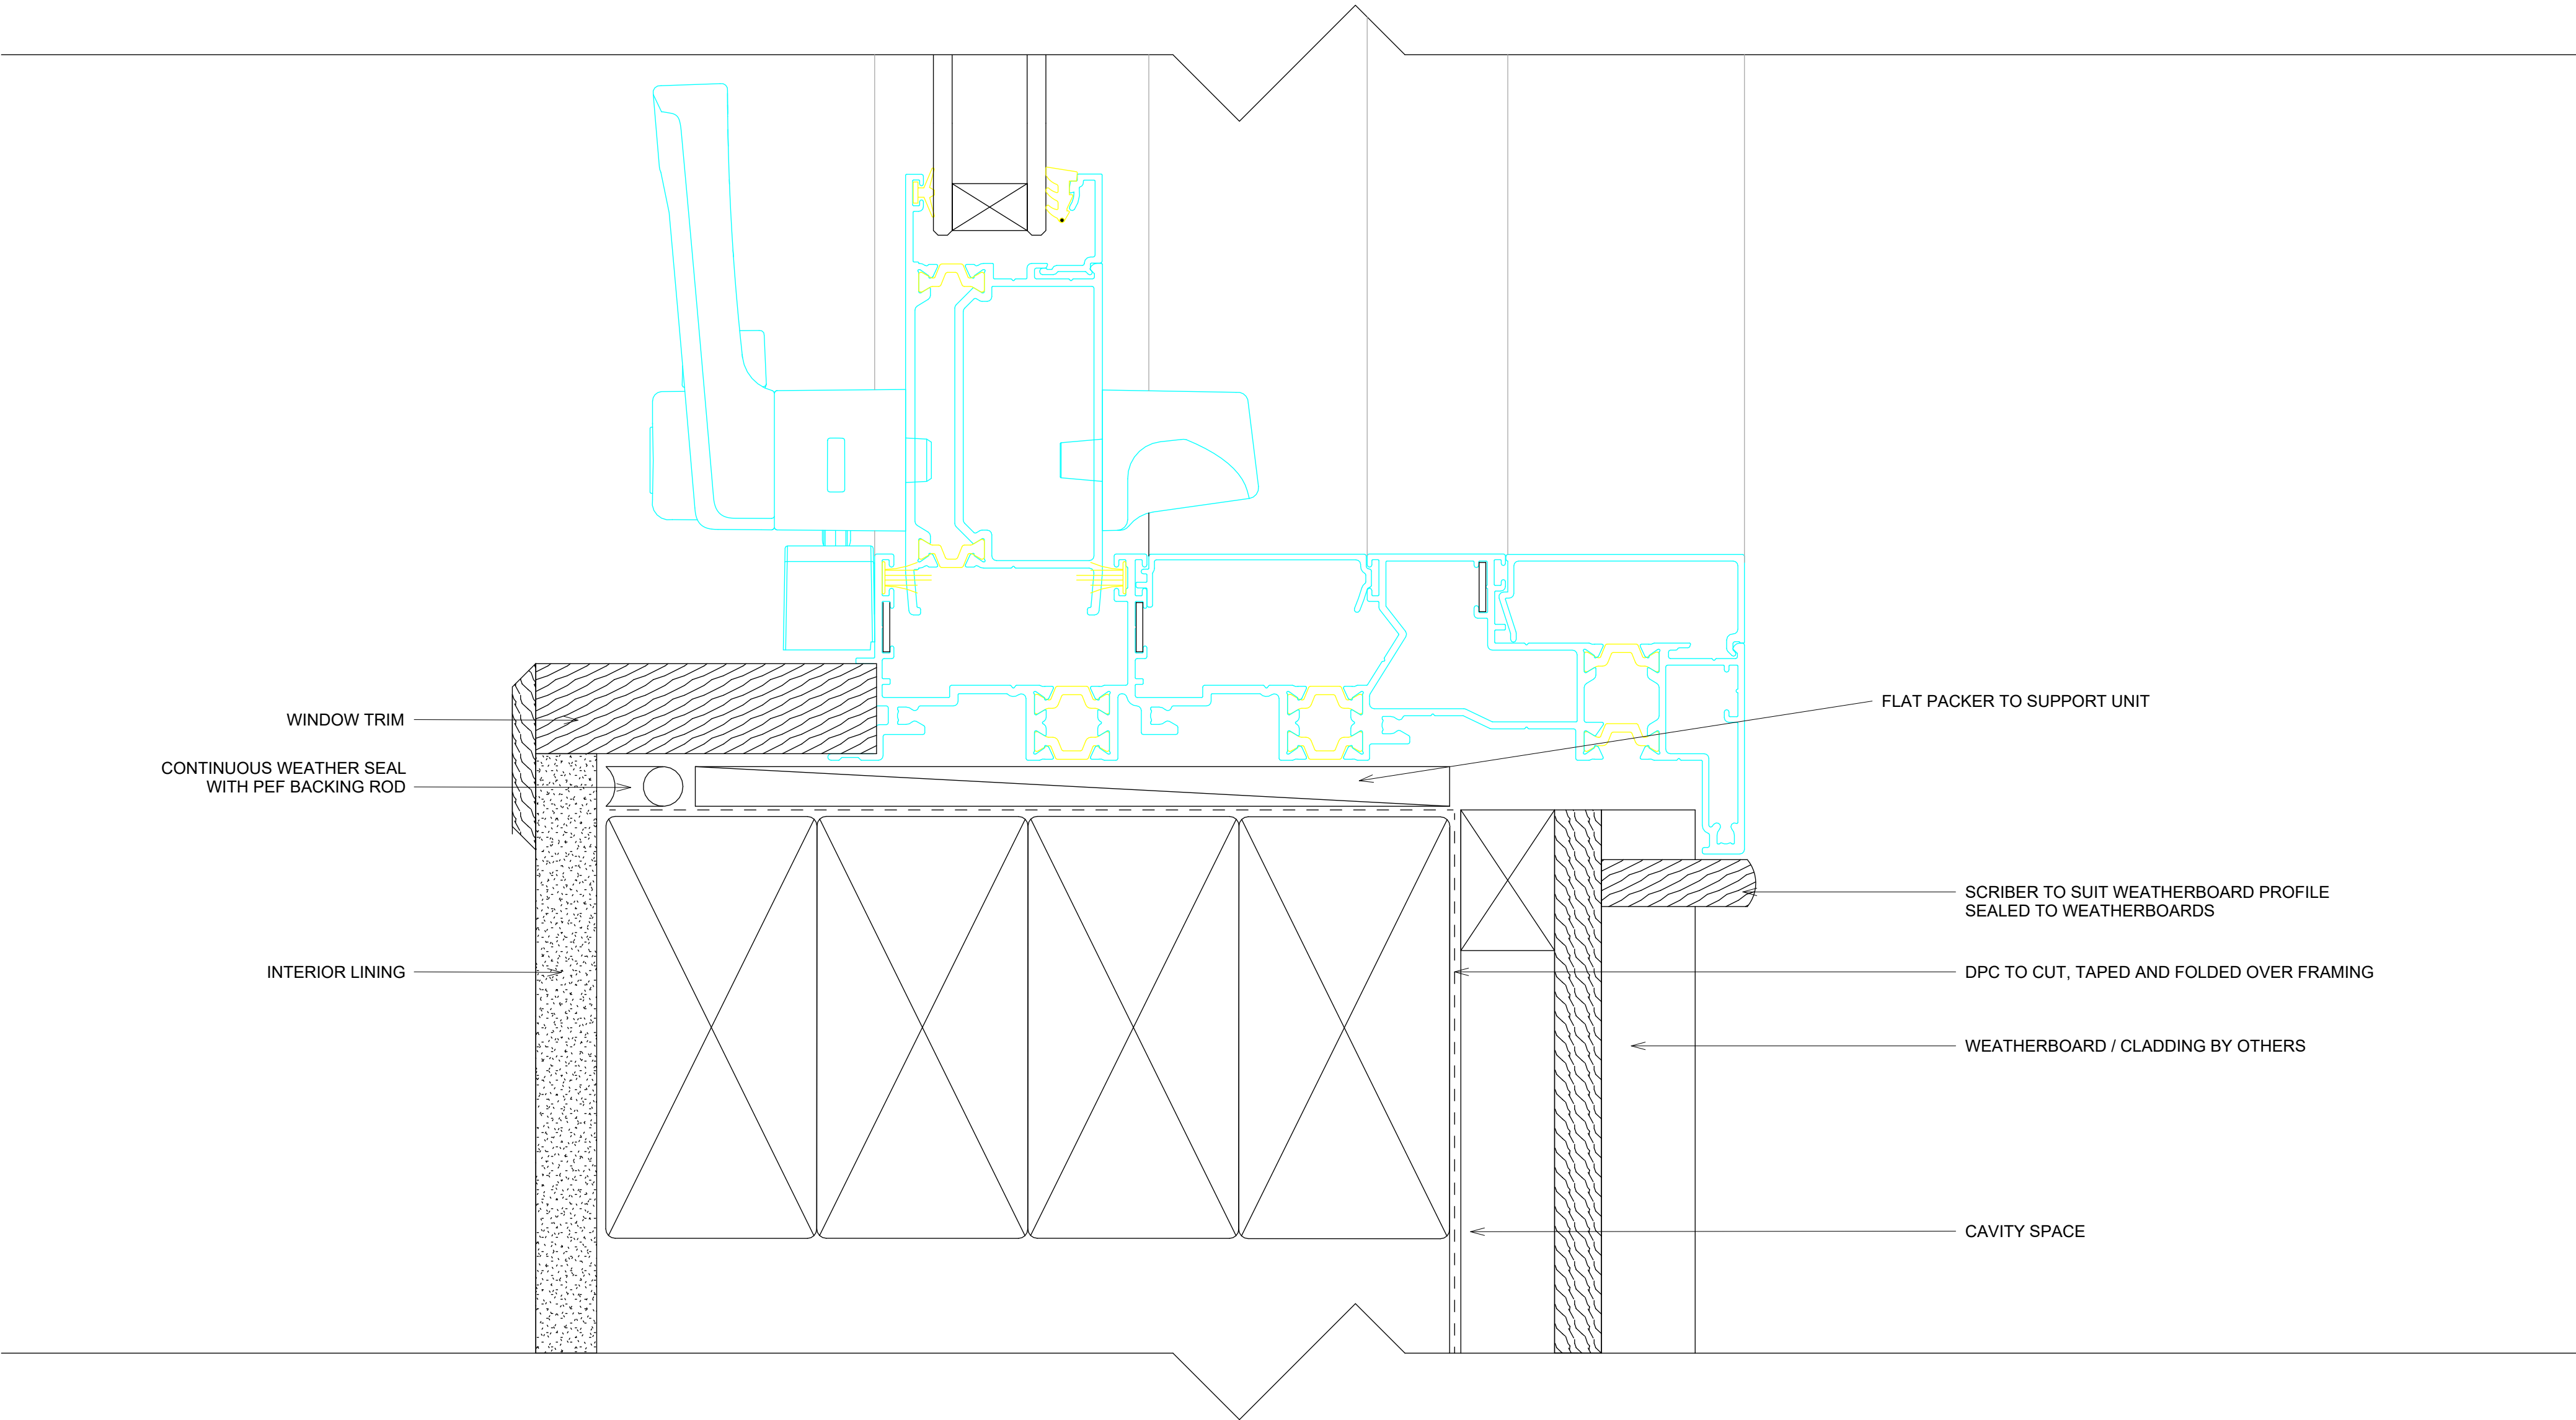 WINDOW TRIM
CONTINUOUS WEATHER SEAL
WITH PEF BACKING ROD
INTERIOR LINING
FLAT PACKER TO SUPPORT UNIT
SCRIBER TO SUIT WEATHERBOARD PROFILE
SEALED TO WEATHERBOARDS
DPC TO CUT, TAPED AND FOLDED OVER FRAMING
WEATHERBOARD / CLADDING BY OTHERS
CAVITY SPACE